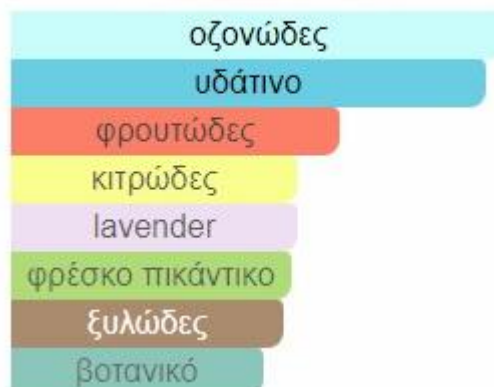 οζονώδες
υδάτινο
φρουτώδες
κιτρώδες
lavender
φρέσκο πικάντικο
ξυλώδες
βοτανικό